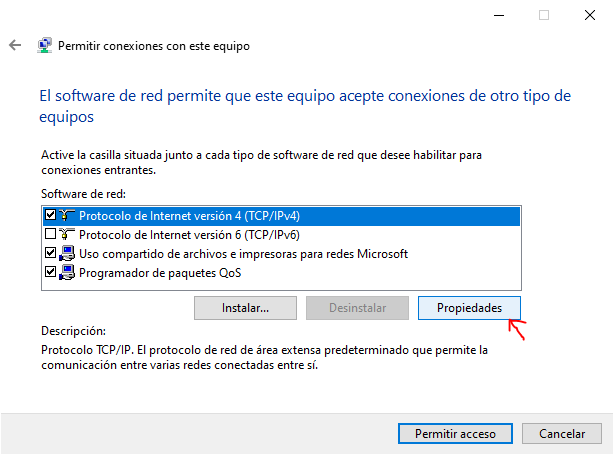 Permitir conexiones con este equipo
El software de red permite que este equipo acepte conexiones de otro tipo de
equipos
Active la casilla situada junto a cada tipo de software de red que desee habilitar para
conexiones entrantes.
Software de red:
Protocolo de Internet versión 4 (TCP/IPv4)
Protocolo de Internet versión 6 (TCP/IPv6)
Uso compartido de archivos e impresoras para redes Microsoft
Programador de paquetes QoS
Instalar... Desinstalar Propiedades
Descripción:
Protocolo TCP/IP. El protocolo de red de área extensa predeterminado que permite la
comunicación entre varias redes conectadas entre sí.
Permitir acceso Cancelar